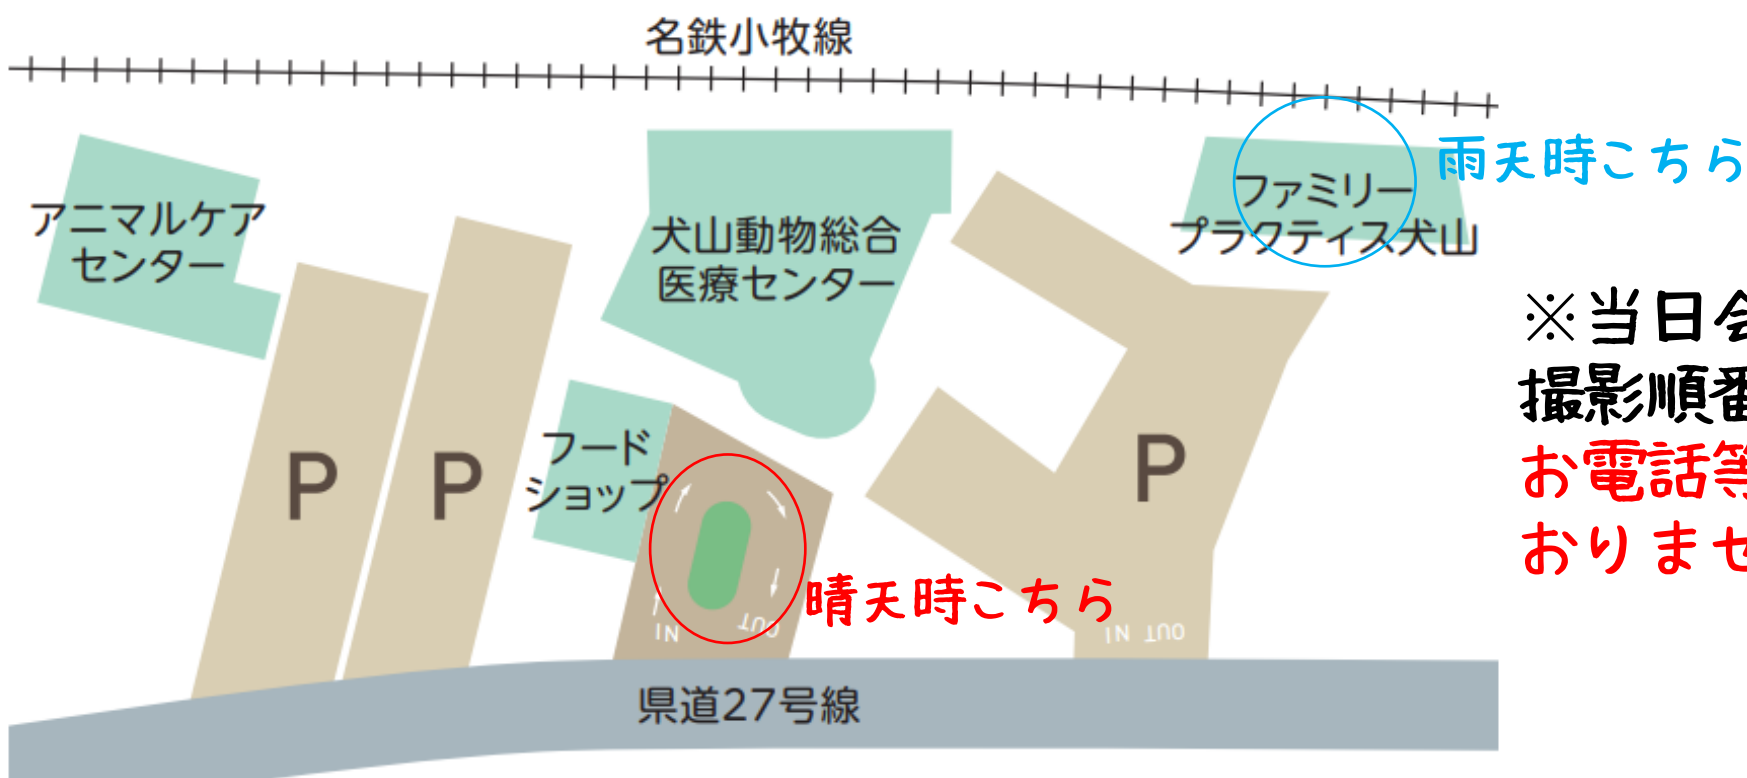 名鉄小牧線
雨天時こちら
アニマルケア
センター
犬山動物総合
医療センター
ファミリー
プラクティス犬山
※当日
撮影順番
お電話等
おりませ
フード
ショップ
P
P
P
晴天時こちら
IN
OUT
IN OUT
県道27号線